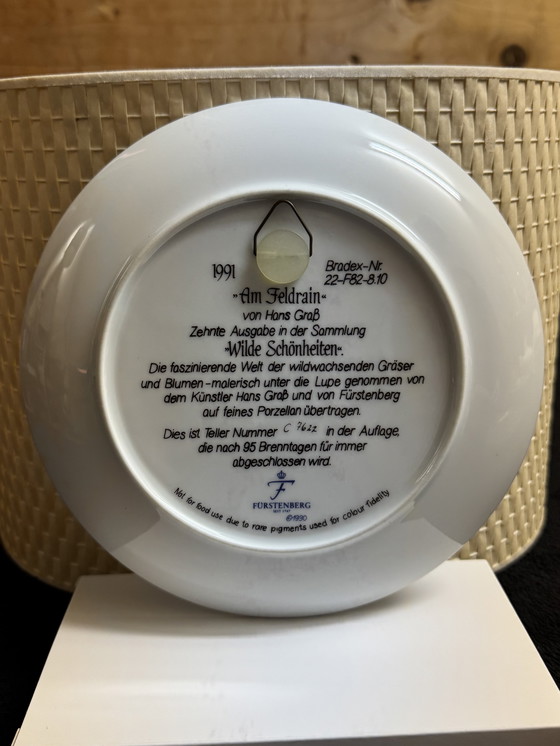 1991
Bradex-Nr.
22-F82-8.10
"Am Feldrain"
von Hans Graß
Zehnte Ausgabe in der Sammlung
"Wilde Schönheiten".
Die faszinierende Welt der wildwachsenden Gräser
und Blumen-malerisch unter die Lupe genommen von
dem Künstler Hans Graß und von Fürstenberg
auf feines Porzellan übertragen.
Dies ist Teller Nummer C 7622 in der Auflage,
die nach 95 Brenntagen für immer
abgeschlossen wird.
F
FÜRSTENBERG
SEIT 1747
©1990
Not for food use due to rare pigments used for colour fidelity